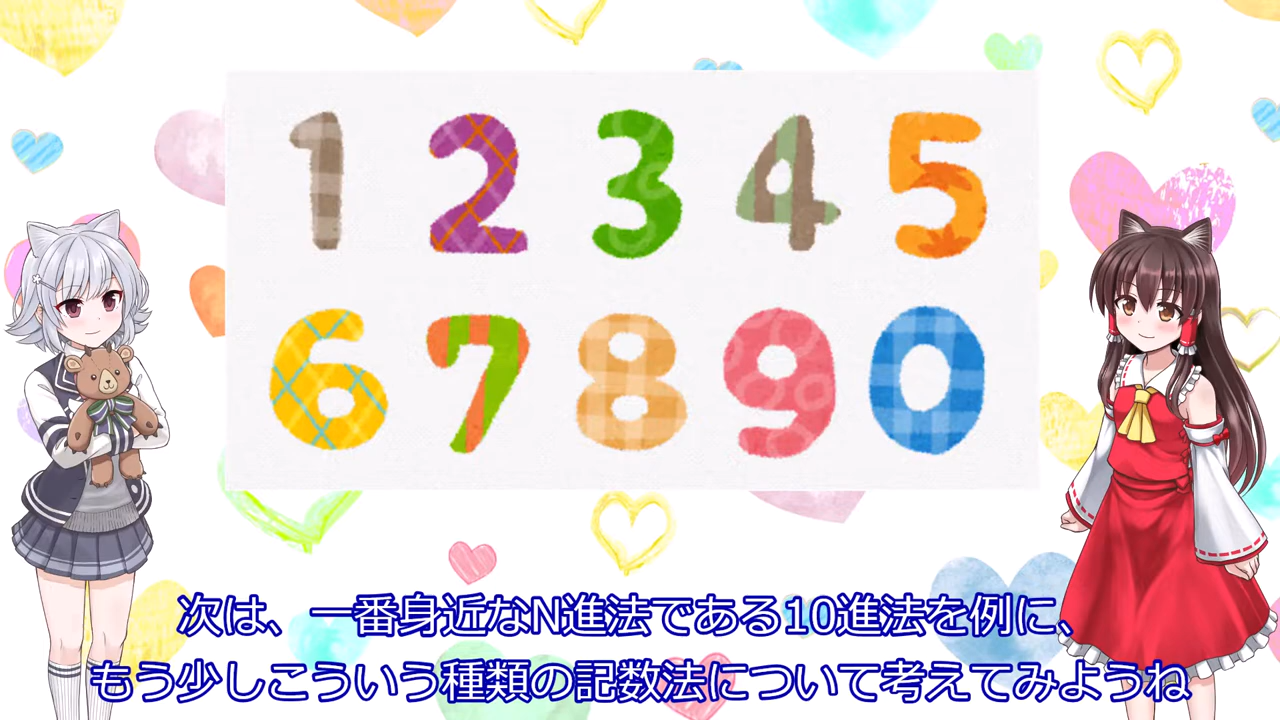 1 2 3 4 5
6 7 8 9 0
次は、一番身近なN進法である10進法を例に、
もう少しこういう種類の記数法について考えてみようね